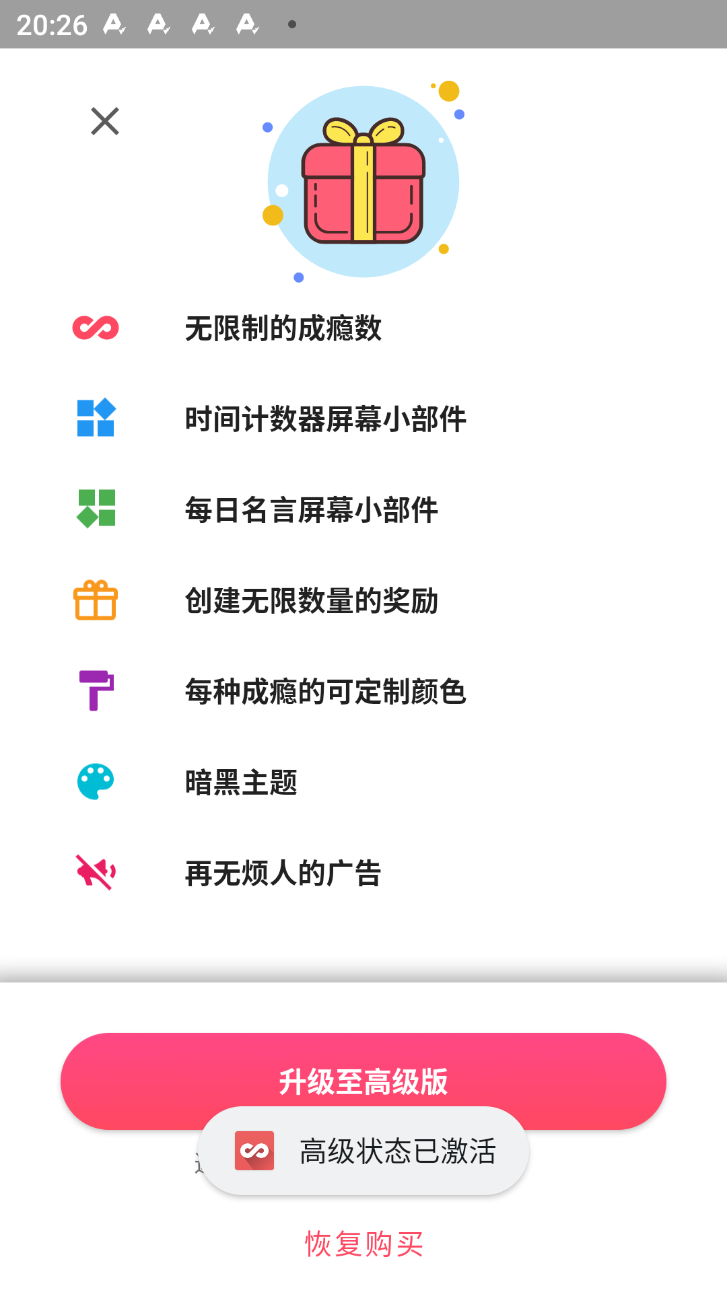 20:26
无限制的成瘾数
时间计数器屏幕小部件
每日名言屏幕小部件
创建无限数量的奖励
每种成瘾的可定制颜色
暗黑主题
再无烦人的广告
升级至高级版
高级状态已激活
恢复购买